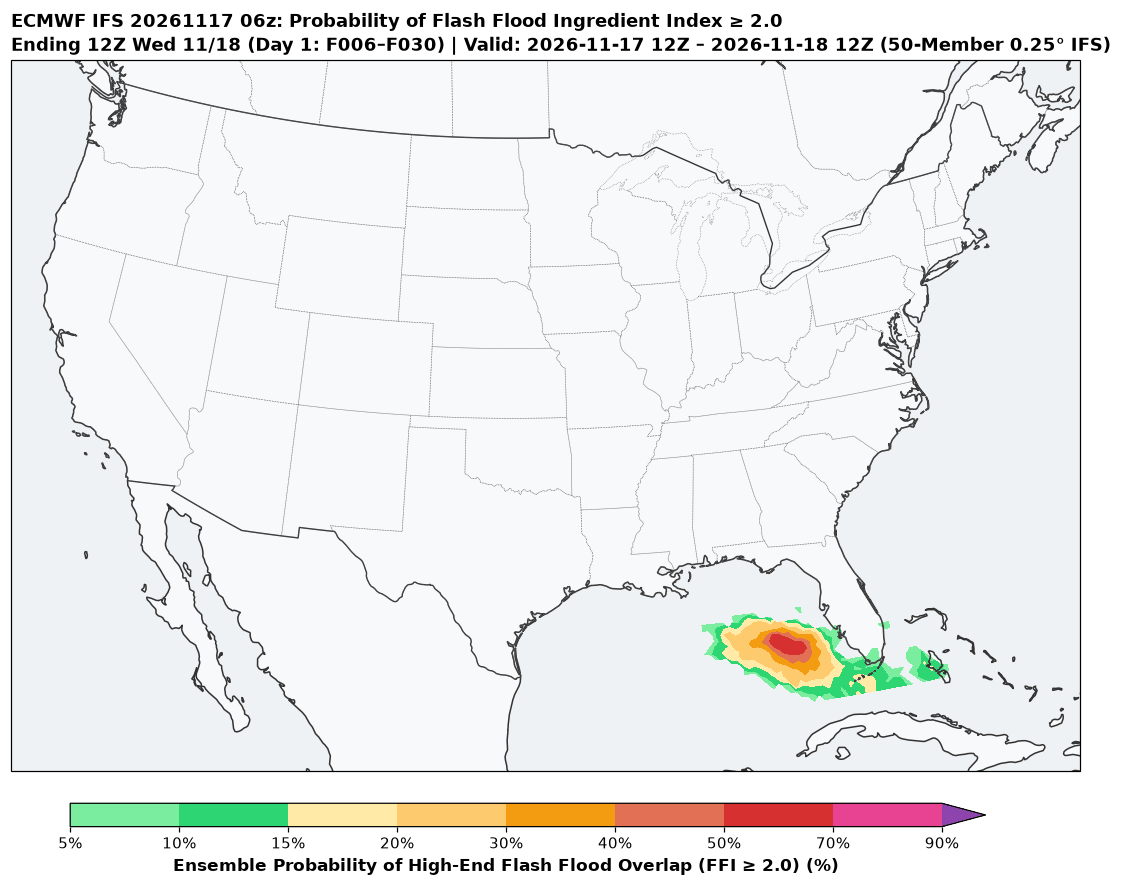 ECMWF IFS 20261117 06z: Probability of Flash Flood Ingredient Index ≥ 2.0
Ending 12Z Wed 11/18 (Day 1: F006–F030) | Valid: 2026-11-17 12Z – 2026-11-18 12Z (50-Member 0.25° IFS)
5% 10% 15% 20% 30% 40% 50% 70% 90%
Ensemble Probability of High-End Flash Flood Overlap (FFI ≥ 2.0) (%)